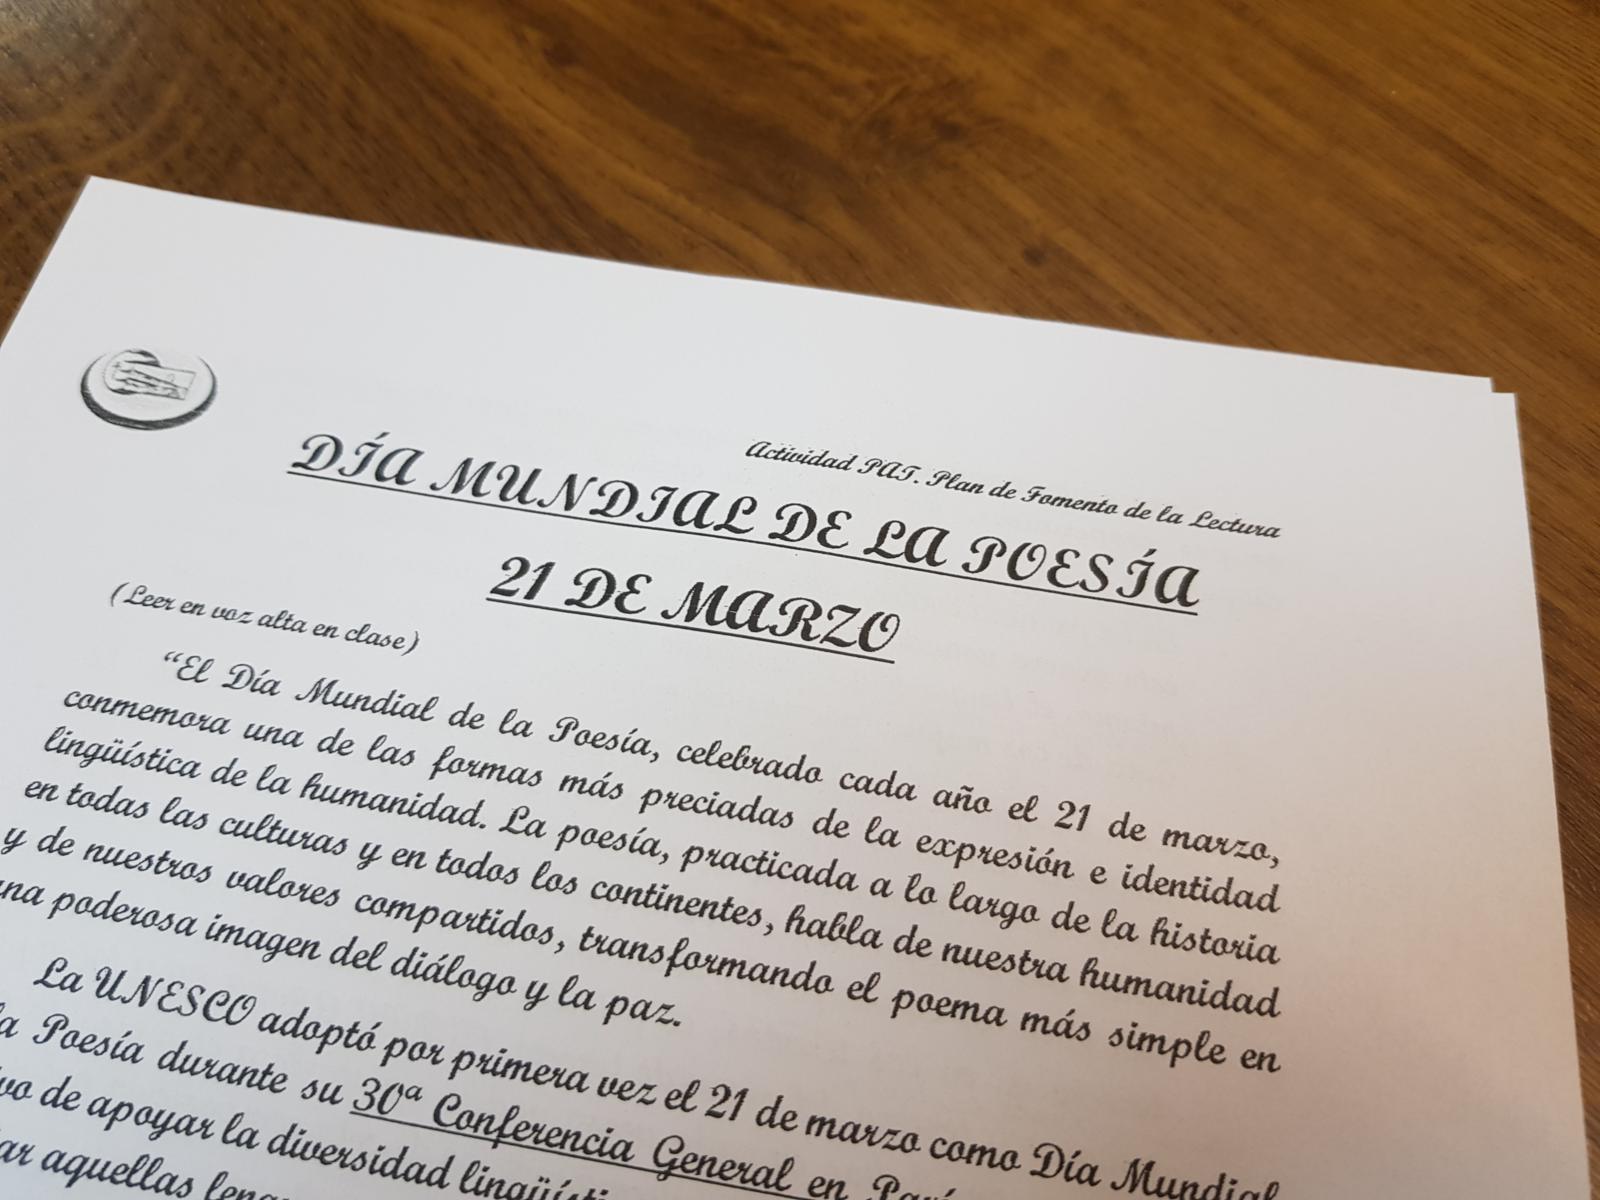 Actividad PAT. Plan de Fomento de la Lectura
DÍA MUNDIAL DE LA POESÍA
21 DE MARZO
(Leer en voz alta en clase)
“El Día Mundial de la Poesía, celebrado cada año el 21 de marzo,
conmemora una de las formas más preciadas de la expresión e identidad
lingüística de la humanidad. La poesía, practicada a lo largo de la historia
en todas las culturas y en todos los continentes, habla de nuestra humanidad
y de nuestros valores compartidos, transformando el poema más simple en
una poderosa imagen del diálogo y la paz.
La UNESCO adoptó por primera vez el 21 de marzo como Día Mundial
la Poesía durante su 30ª Conferencia General en
de apoyar la diversidad
aquellas